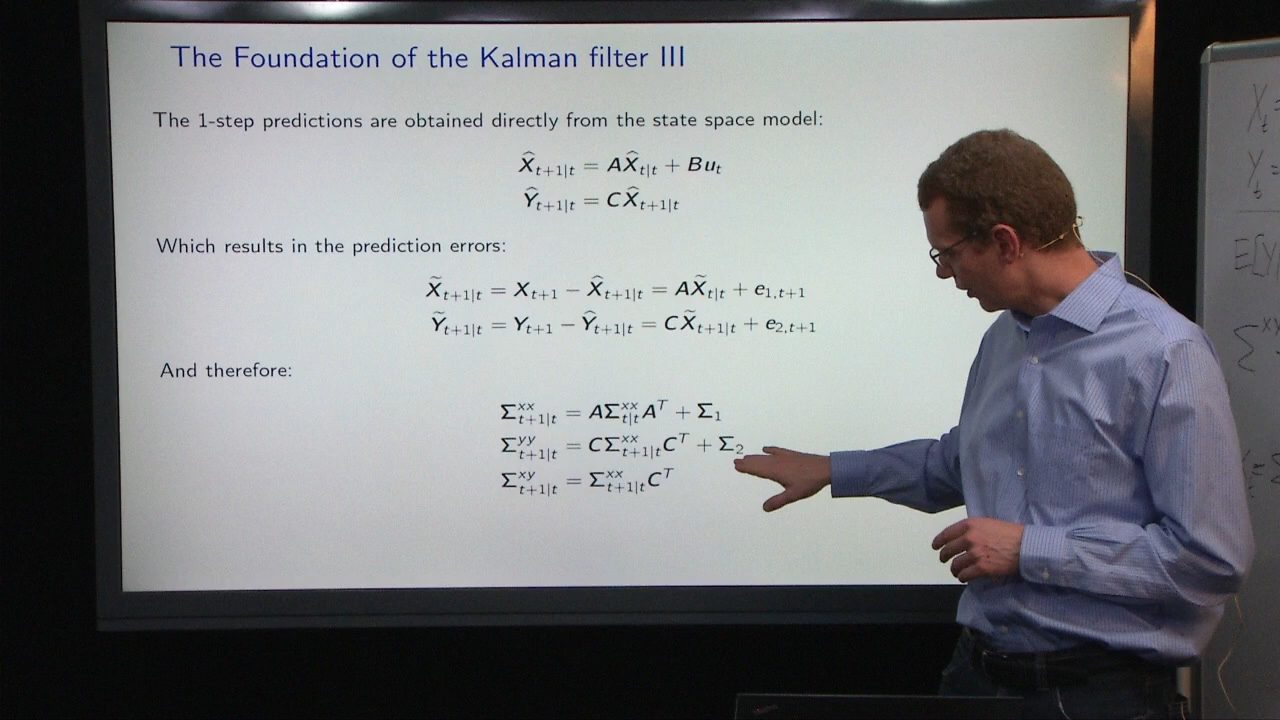 The Foundation of the Kalman filter III
The 1-step predictions are obtained directly from the state space model:
X̂_{t+1|t} = AX̂_{t|t} + Bu_t
Ŷ_{t+1|t} = CX̂_{t+1|t}
Which results in the prediction errors:
X̃_{t+1|t} = X_{t+1} − X̂_{t+1|t} = AX̃_{t|t} + e_{1,t+1}
Ỹ_{t+1|t} = Y_{t+1} − Ŷ_{t+1|t} = CX̃_{t+1|t} + e_{2,t+1}
And therefore:
Σ^{xx}_{t+1|t} = AΣ^{xx}_{t|t}A^T + Σ_1
Σ^{yy}_{t+1|t} = CΣ^{xx}_{t+1|t}C^T + Σ_2
Σ^{xy}_{t+1|t} = Σ^{xx}_{t+1|t}C^T
X_t =
Y_t =
E[Y